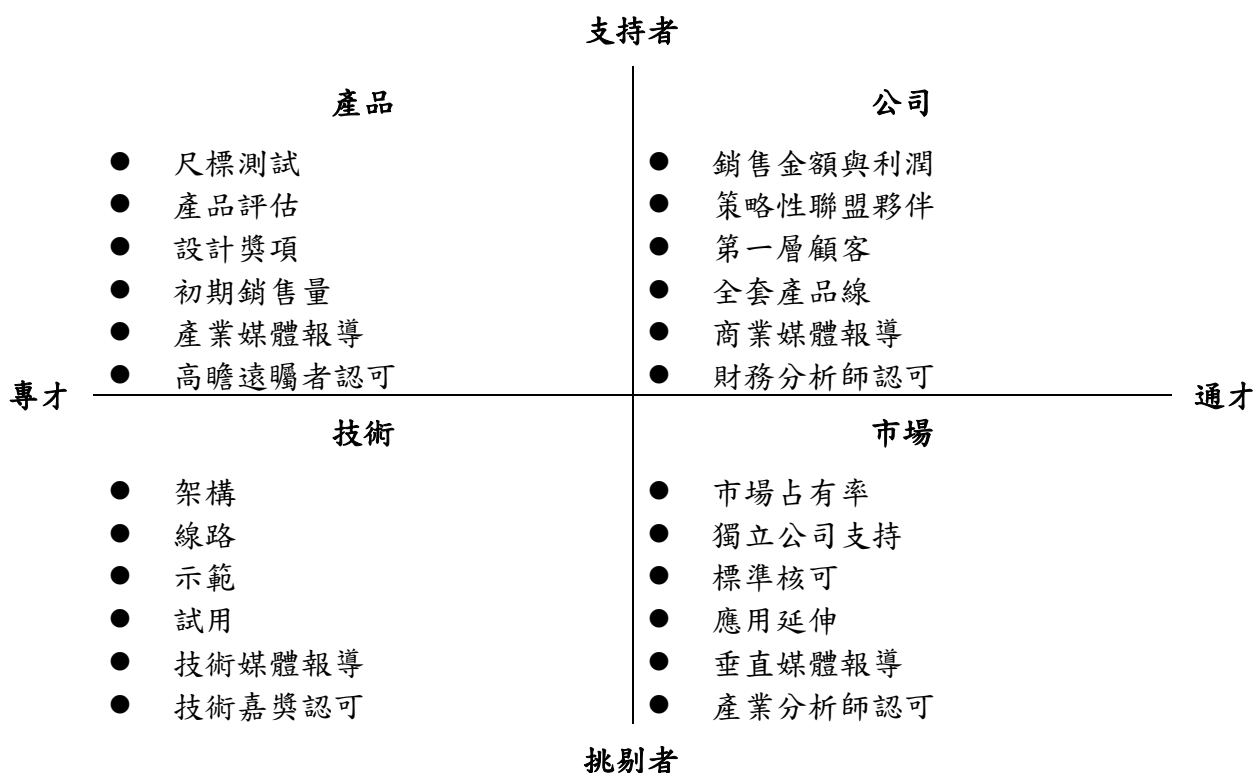 支持者
產品
● 尺標測試
● 產品評估
● 設計獎項
● 初期銷售量
● 產業媒體報導
● 高瞻遠矚者認可
公司
● 銷售金額與利潤
● 策略性聯盟夥伴
● 第一層顧客
● 全套產品線
● 商業媒體報導
● 財務分析師認可
專才
通才
技術
● 架構
● 線路
● 示範
● 試用
● 技術媒體報導
● 技術嘉獎認可
市場
● 市場占有率
● 獨立公司支持
● 標準核可
● 應用延伸
● 垂直媒體報導
● 產業分析師認可
挑剔者